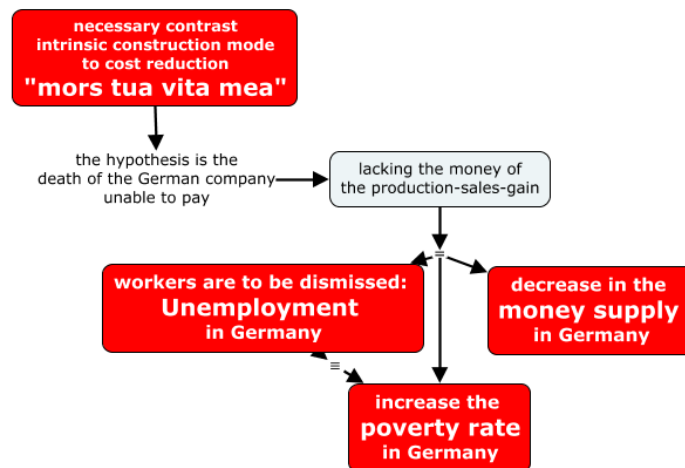 necessary contrast
intrinsic construction mode
to cost reduction
"mors tua vita mea"
the hypothesis is the
death of the German company
unable to pay
lacking the money of
the production-sales-gain
=
workers are to be dismissed:
Unemployment
in Germany
decrease in the
money supply
in Germany
≡
increase the
poverty rate
in Germany